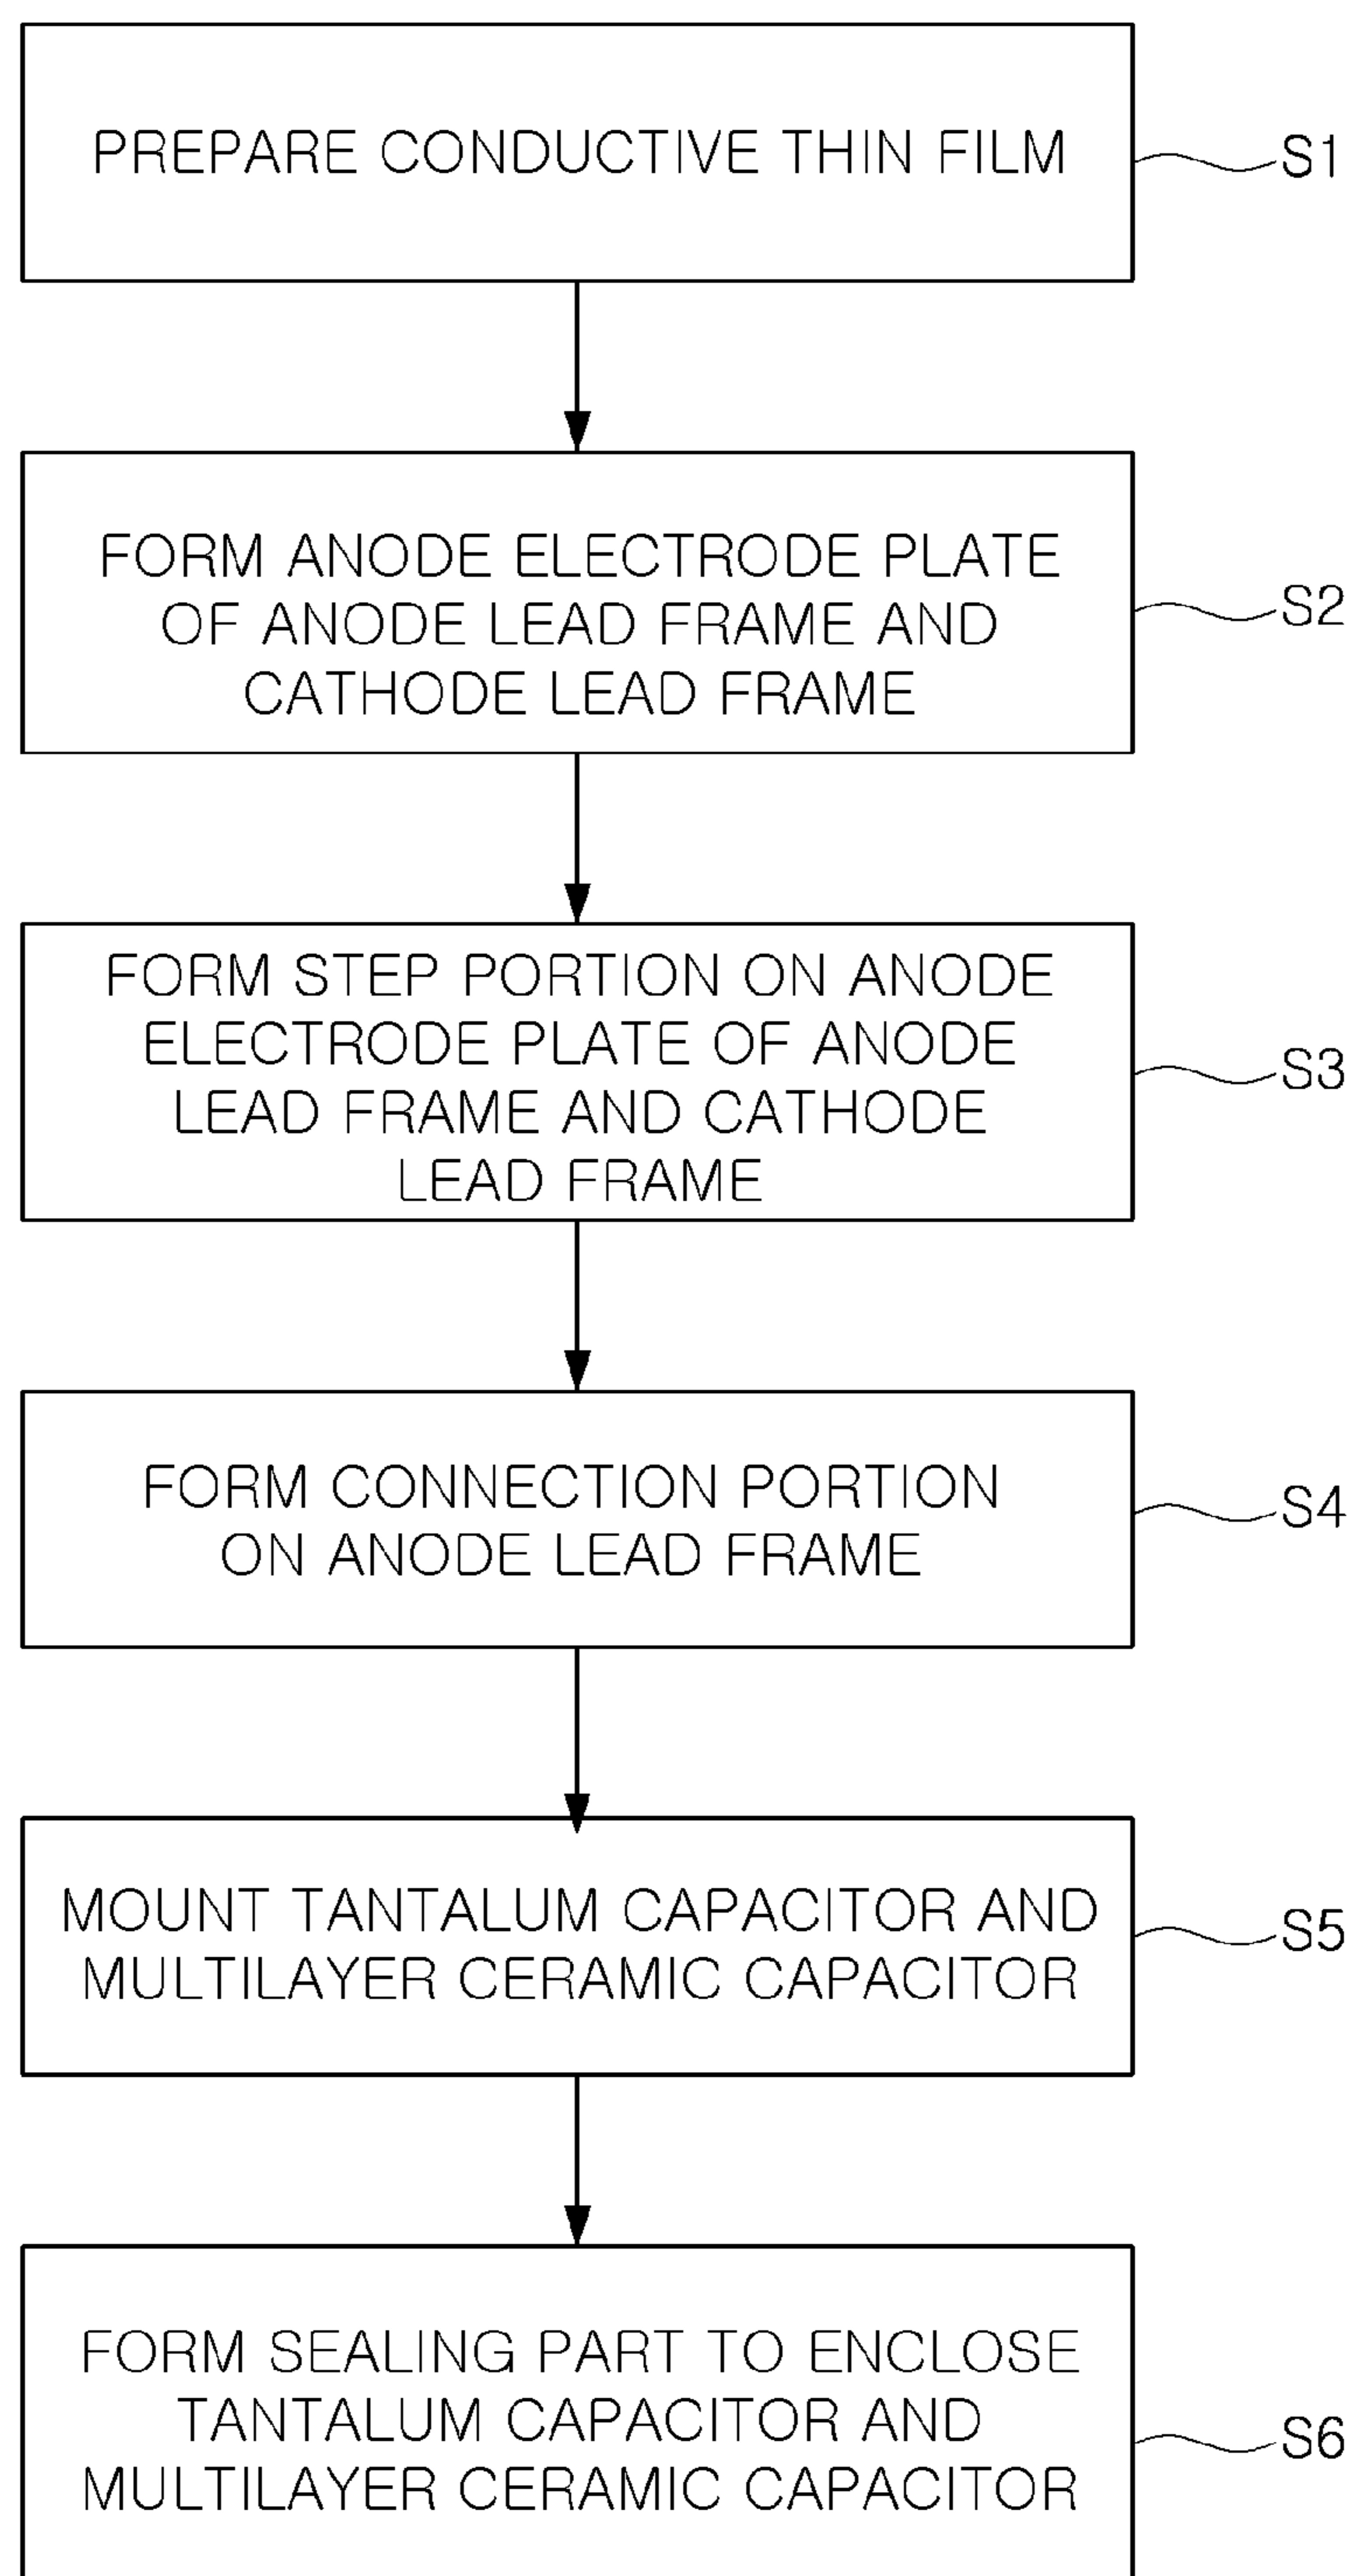 PREPARE CONDUCTIVE THIN FILM
S1
FORM ANODE ELECTRODE PLATE
OF ANODE LEAD FRAME AND
CATHODE LEAD FRAME
S2
FORM STEP PORTION ON ANODE
ELECTRODE PLATE OF ANODE
LEAD FRAME AND CATHODE
LEAD FRAME
S3
FORM CONNECTION PORTION
ON ANODE LEAD FRAME
S4
MOUNT TANTALUM CAPACITOR AND
MULTILAYER CERAMIC CAPACITOR
S5
FORM SEALING PART TO ENCLOSE
TANTALUM CAPACITOR AND
MULTILAYER CERAMIC CAPACITOR
S6